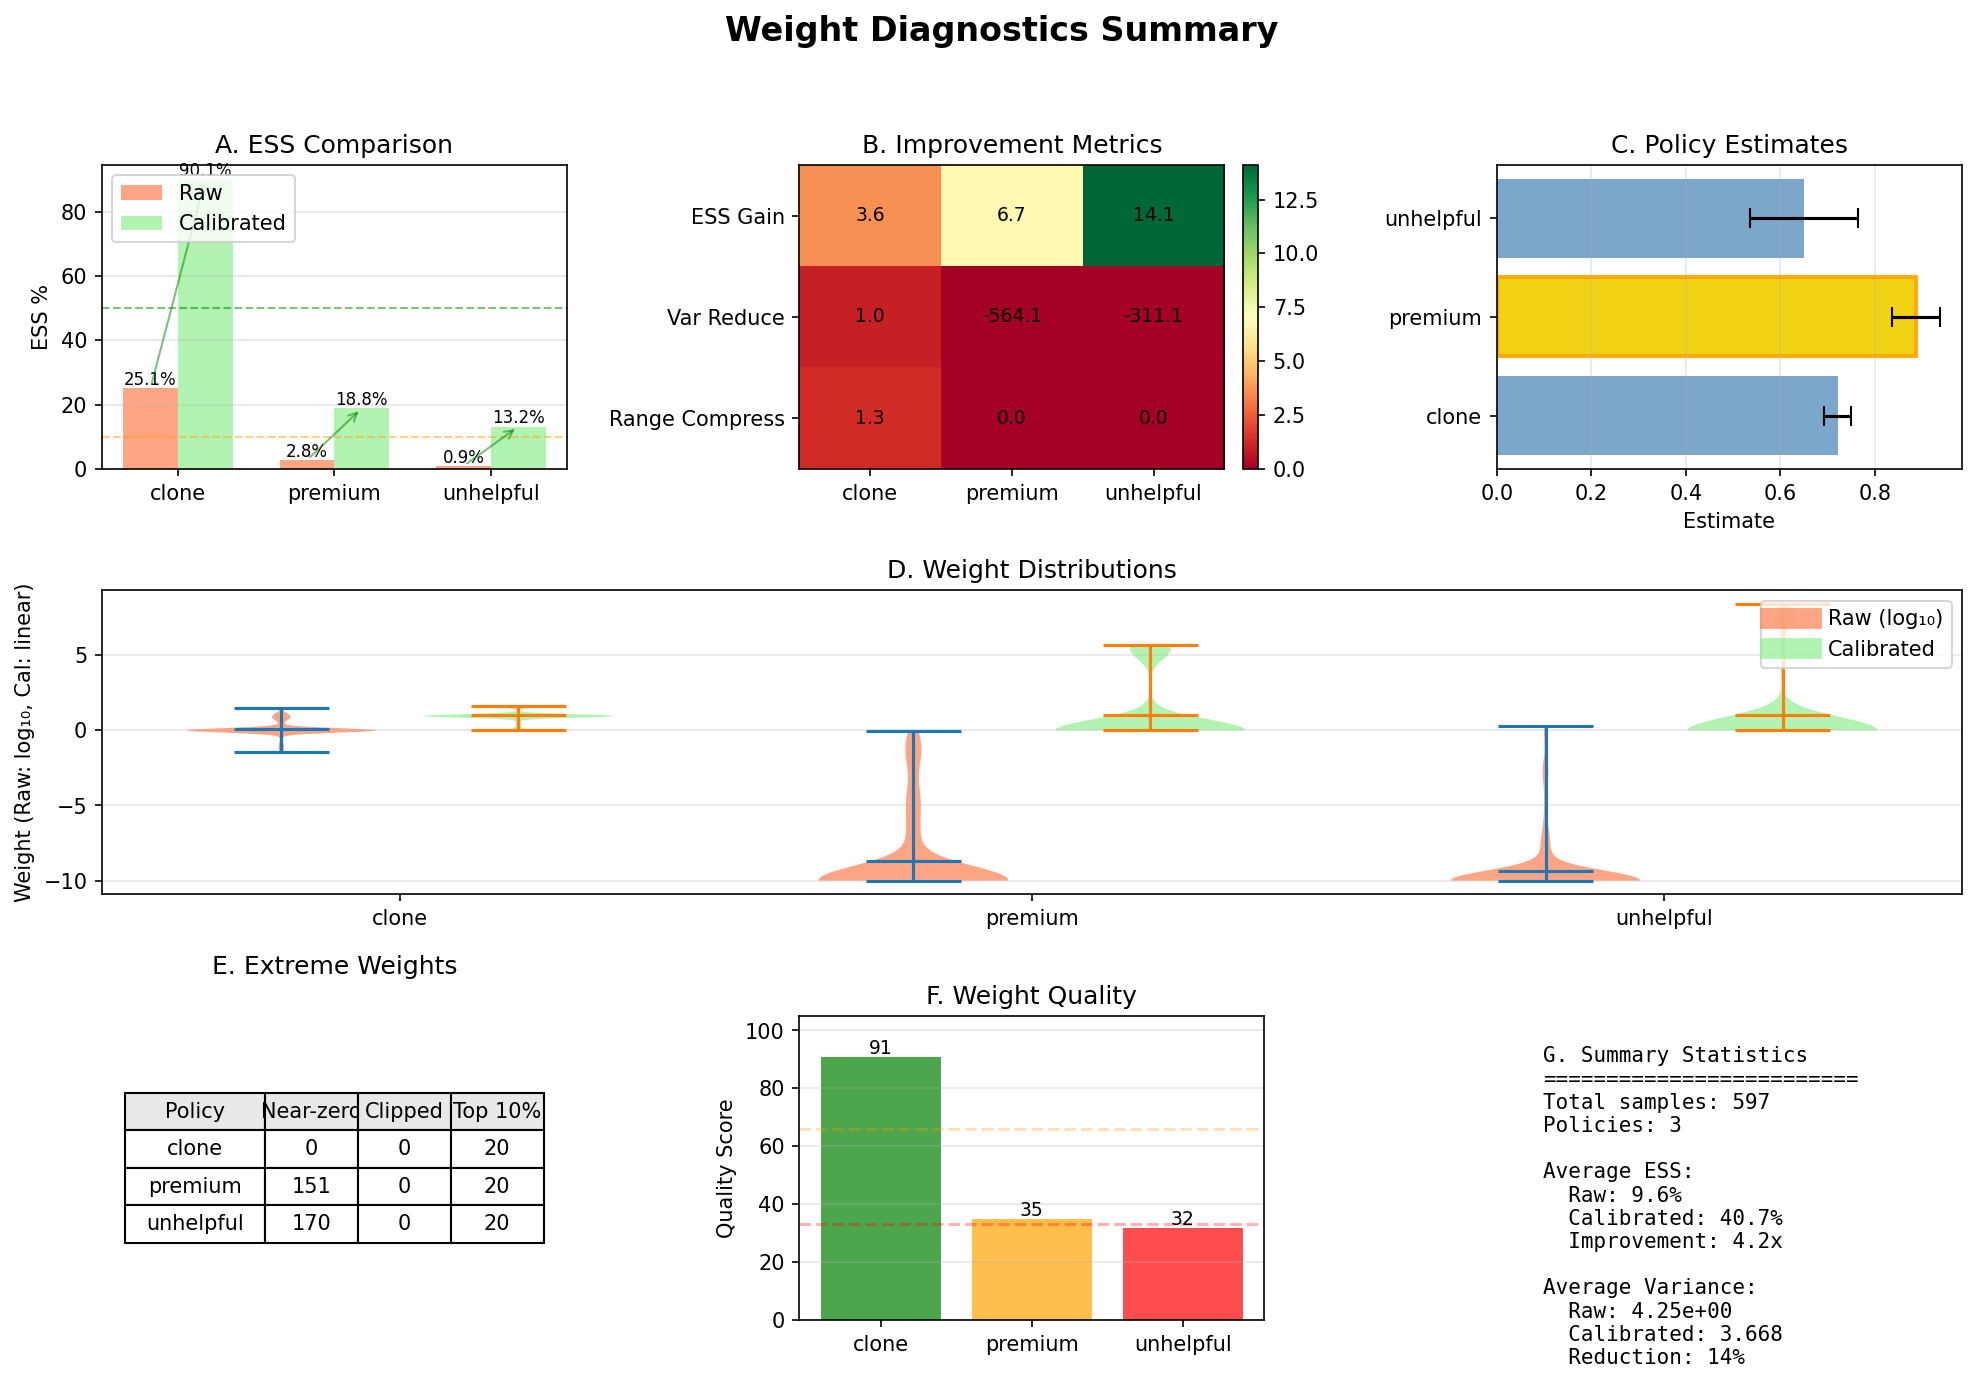 Weight Diagnostics Summary
A. ESS Comparison
ESS %
80
60
40
20
0
Raw
Calibrated
25.1%
90.1%
2.8%
18.8%
0.9%
13.2%
clone
premium
unhelpful
B. Improvement Metrics
ESS Gain
3.6
6.7
14.1
Var Reduce
1.0
-564.1
-311.1
Range Compress
1.3
0.0
0.0
clone
premium
unhelpful
12.5
10.0
7.5
5.0
2.5
0.0
C. Policy Estimates
unhelpful
premium
clone
0.0
0.2
0.4
0.6
0.8
Estimate
D. Weight Distributions
Weight (Raw: log₁₀, Cal: linear)
5
0
−5
−10
Raw (log₁₀)
Calibrated
clone
premium
unhelpful
E. Extreme Weights
Policy Near-zero Clipped Top 10%
clone 0 0 20
premium 151 0 20
unhelpful 170 0 20
F. Weight Quality
Quality Score
100
80
60
40
20
0
91
35
32
clone
premium
unhelpful
G. Summary Statistics
=========================
Total samples: 597
Policies: 3
Average ESS:
Raw: 9.6%
Calibrated: 40.7%
Improvement: 4.2x
Average Variance:
Raw: 4.25e+00
Calibrated: 3.668
Reduction: 14%